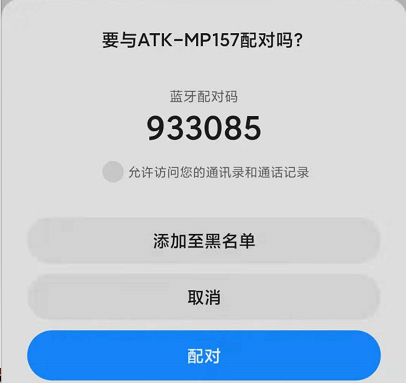 要与ATK-MP157配对吗?
蓝牙配对码
933085
允许访问您的通讯录和通话记录
添加至黑名单
取消
配对